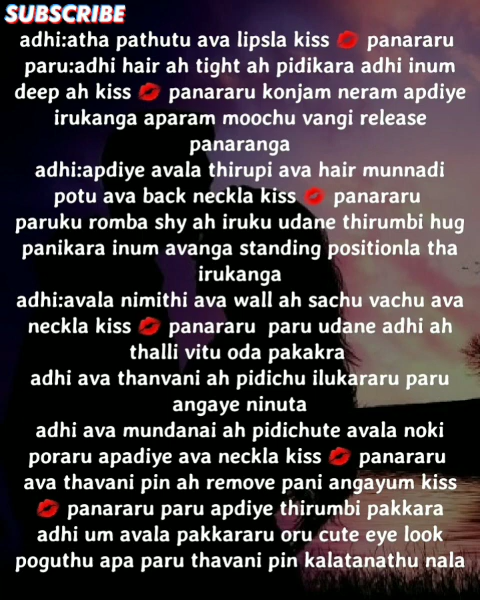 SUBSCRIBE
adhi:atha pathutu ava lipsla kiss 💋 panararu
paru:adhi hair ah tight ah pidikara adhi inum
deep ah kiss 💋 panararu konjam neram apdiye
irukanga aparam moochu vangi release
panaranga
adhi:apdiye avala thirupi ava hair munnadi
potu ava back neckla kiss 💋 panararu
paruku romba shy ah iruku udane thirumbi hug
panikara inum avanga standing positionla tha
irukanga
adhi:avala nimithi ava wall ah sachu vachu ava
neckla kiss 💋 panararu paru udane adhi ah
thalli vitu oda pakakra
adhi ava thanvani ah pidichu ilukararu paru
angaye ninuta
adhi ava mundanai ah pidichute avala noki
poraru apadiye ava neckla kiss 💋 panararu
ava thavani pin ah remove pani angayum kiss
💋 panararu paru apdiye thirumbi pakkara
adhi um avala pakkararu oru cute eye look
poguthu apa paru thavani pin kalatanathu nala